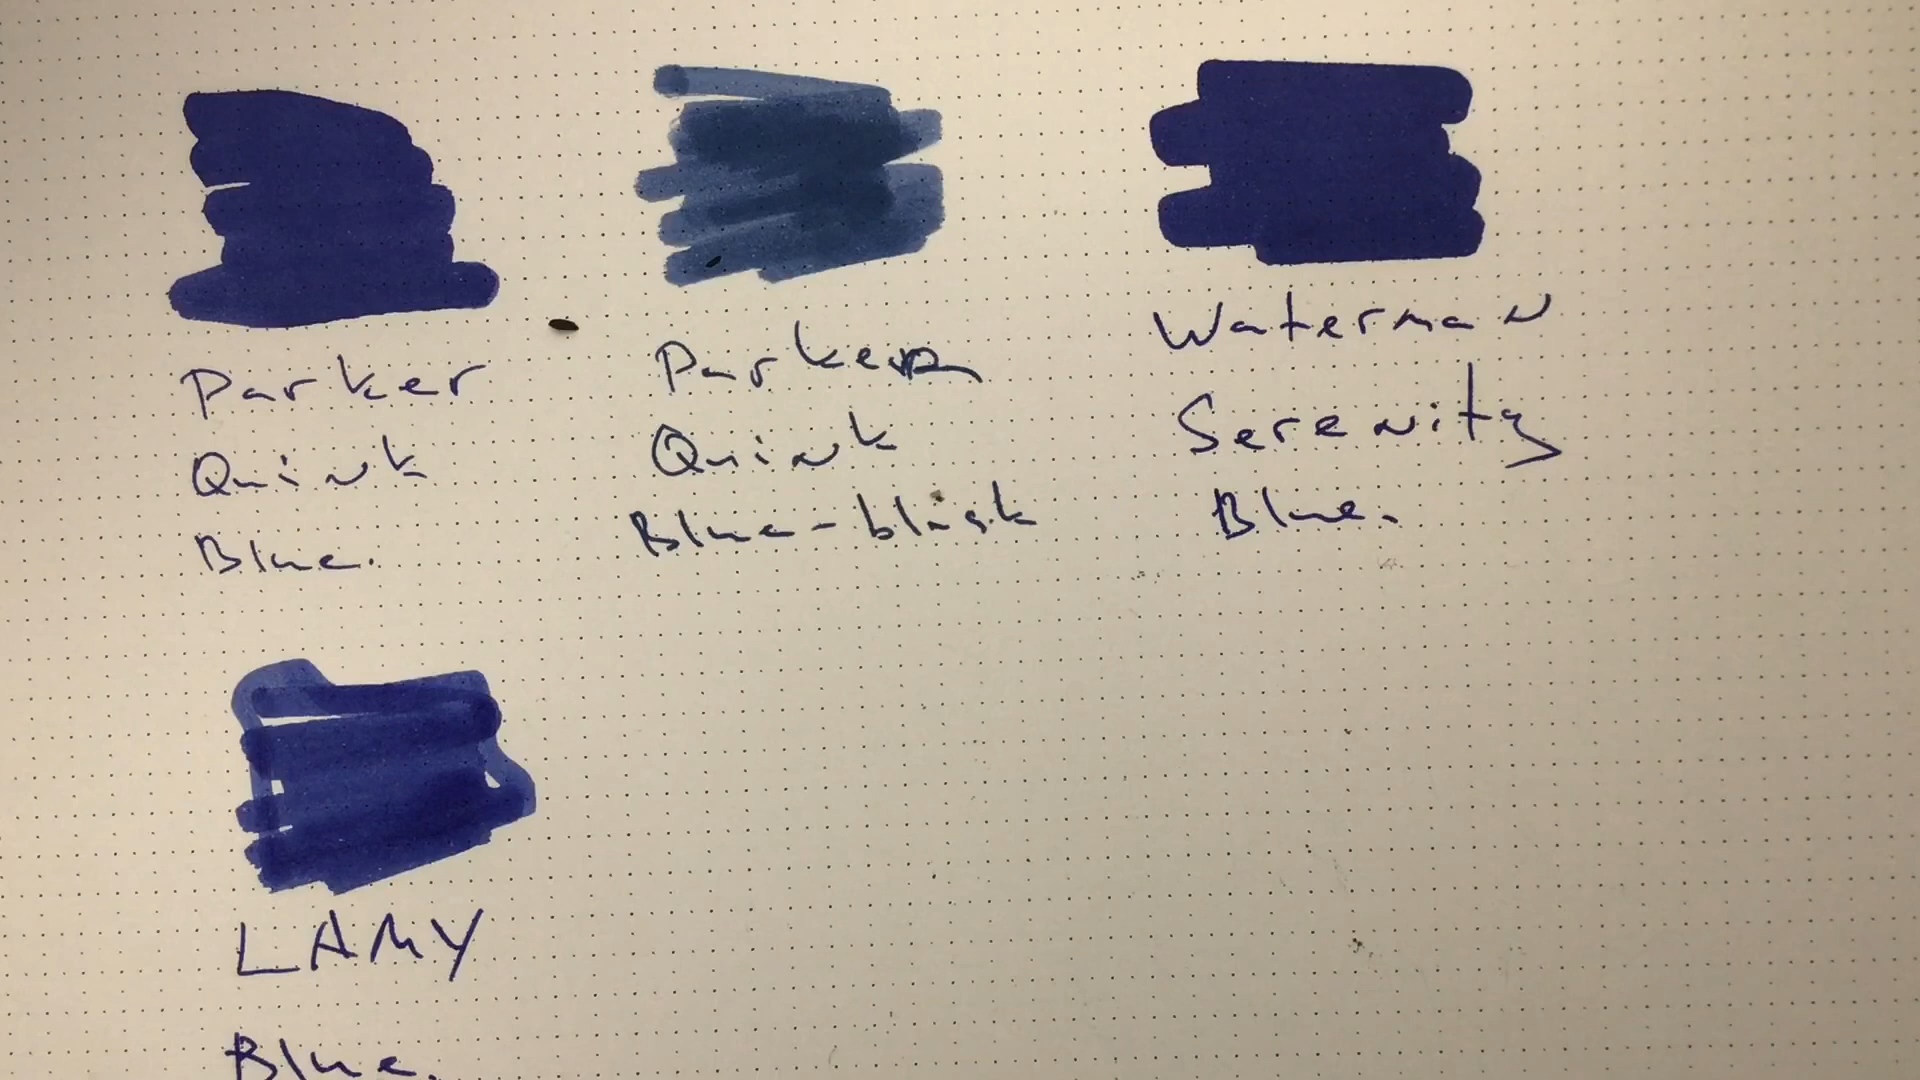 Parker
Quink
Blue.
Parker
Quink
Blue-black
Waterman
Serenity
Blue.
LAMY
Blue.